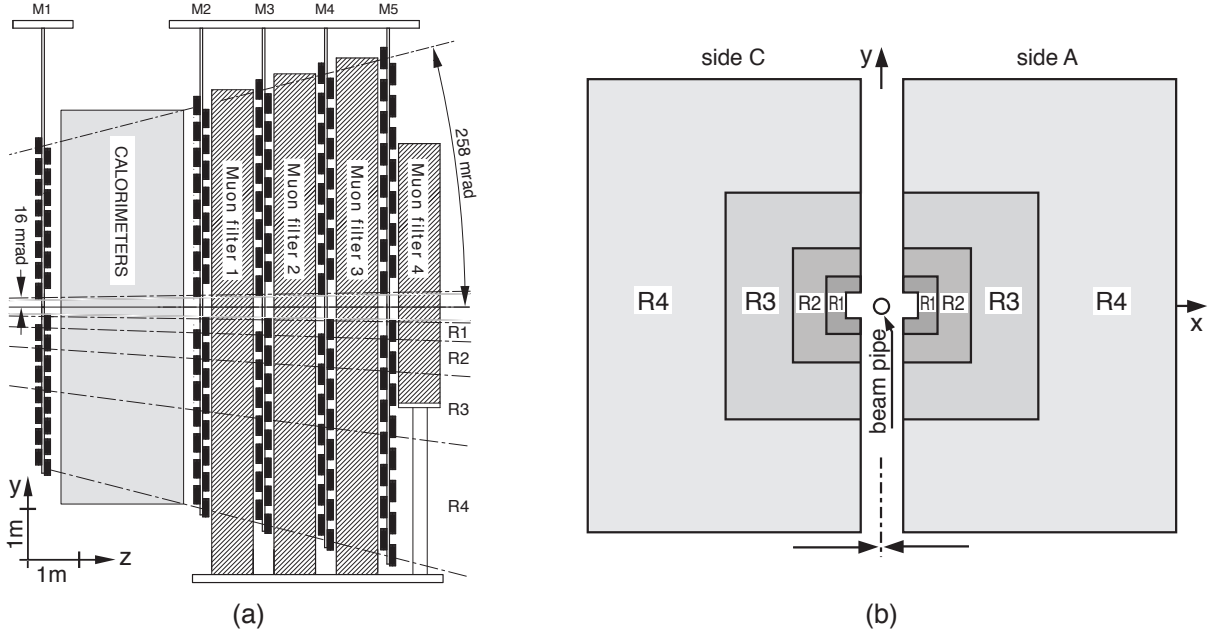 M1
M2
M3
M4
M5
258 mrad
16 mrad
CALORIMETERS
Muon filter 1
Muon filter 2
Muon filter 3
Muon filter 4
R1
R2
R3
R4
y
1m
1m
z
(a)
side C
y
side A
R4
R3
R2
R1
R1
R2
R3
R4
x
beam pipe
(b)